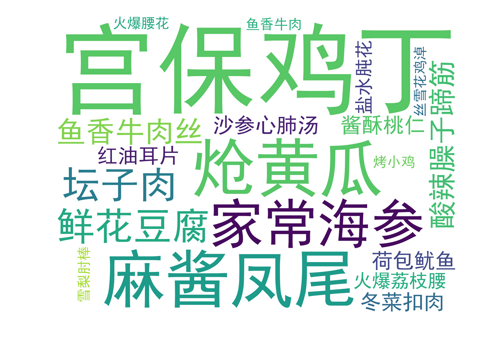 火爆腰花
鱼香牛肉
宫保鸡丁
盐水肫花
丝雪花鸡淖
鱼香牛肉丝
沙参心肺汤
酱酥桃仁
酸辣臊子蹄筋
红油耳片
炝黄瓜
烤小鸡
坛子肉
鲜花豆腐
家常海参
雪梨肘棒
麻酱凤尾
荷包鱿鱼
火爆荔枝腰
冬菜扣肉